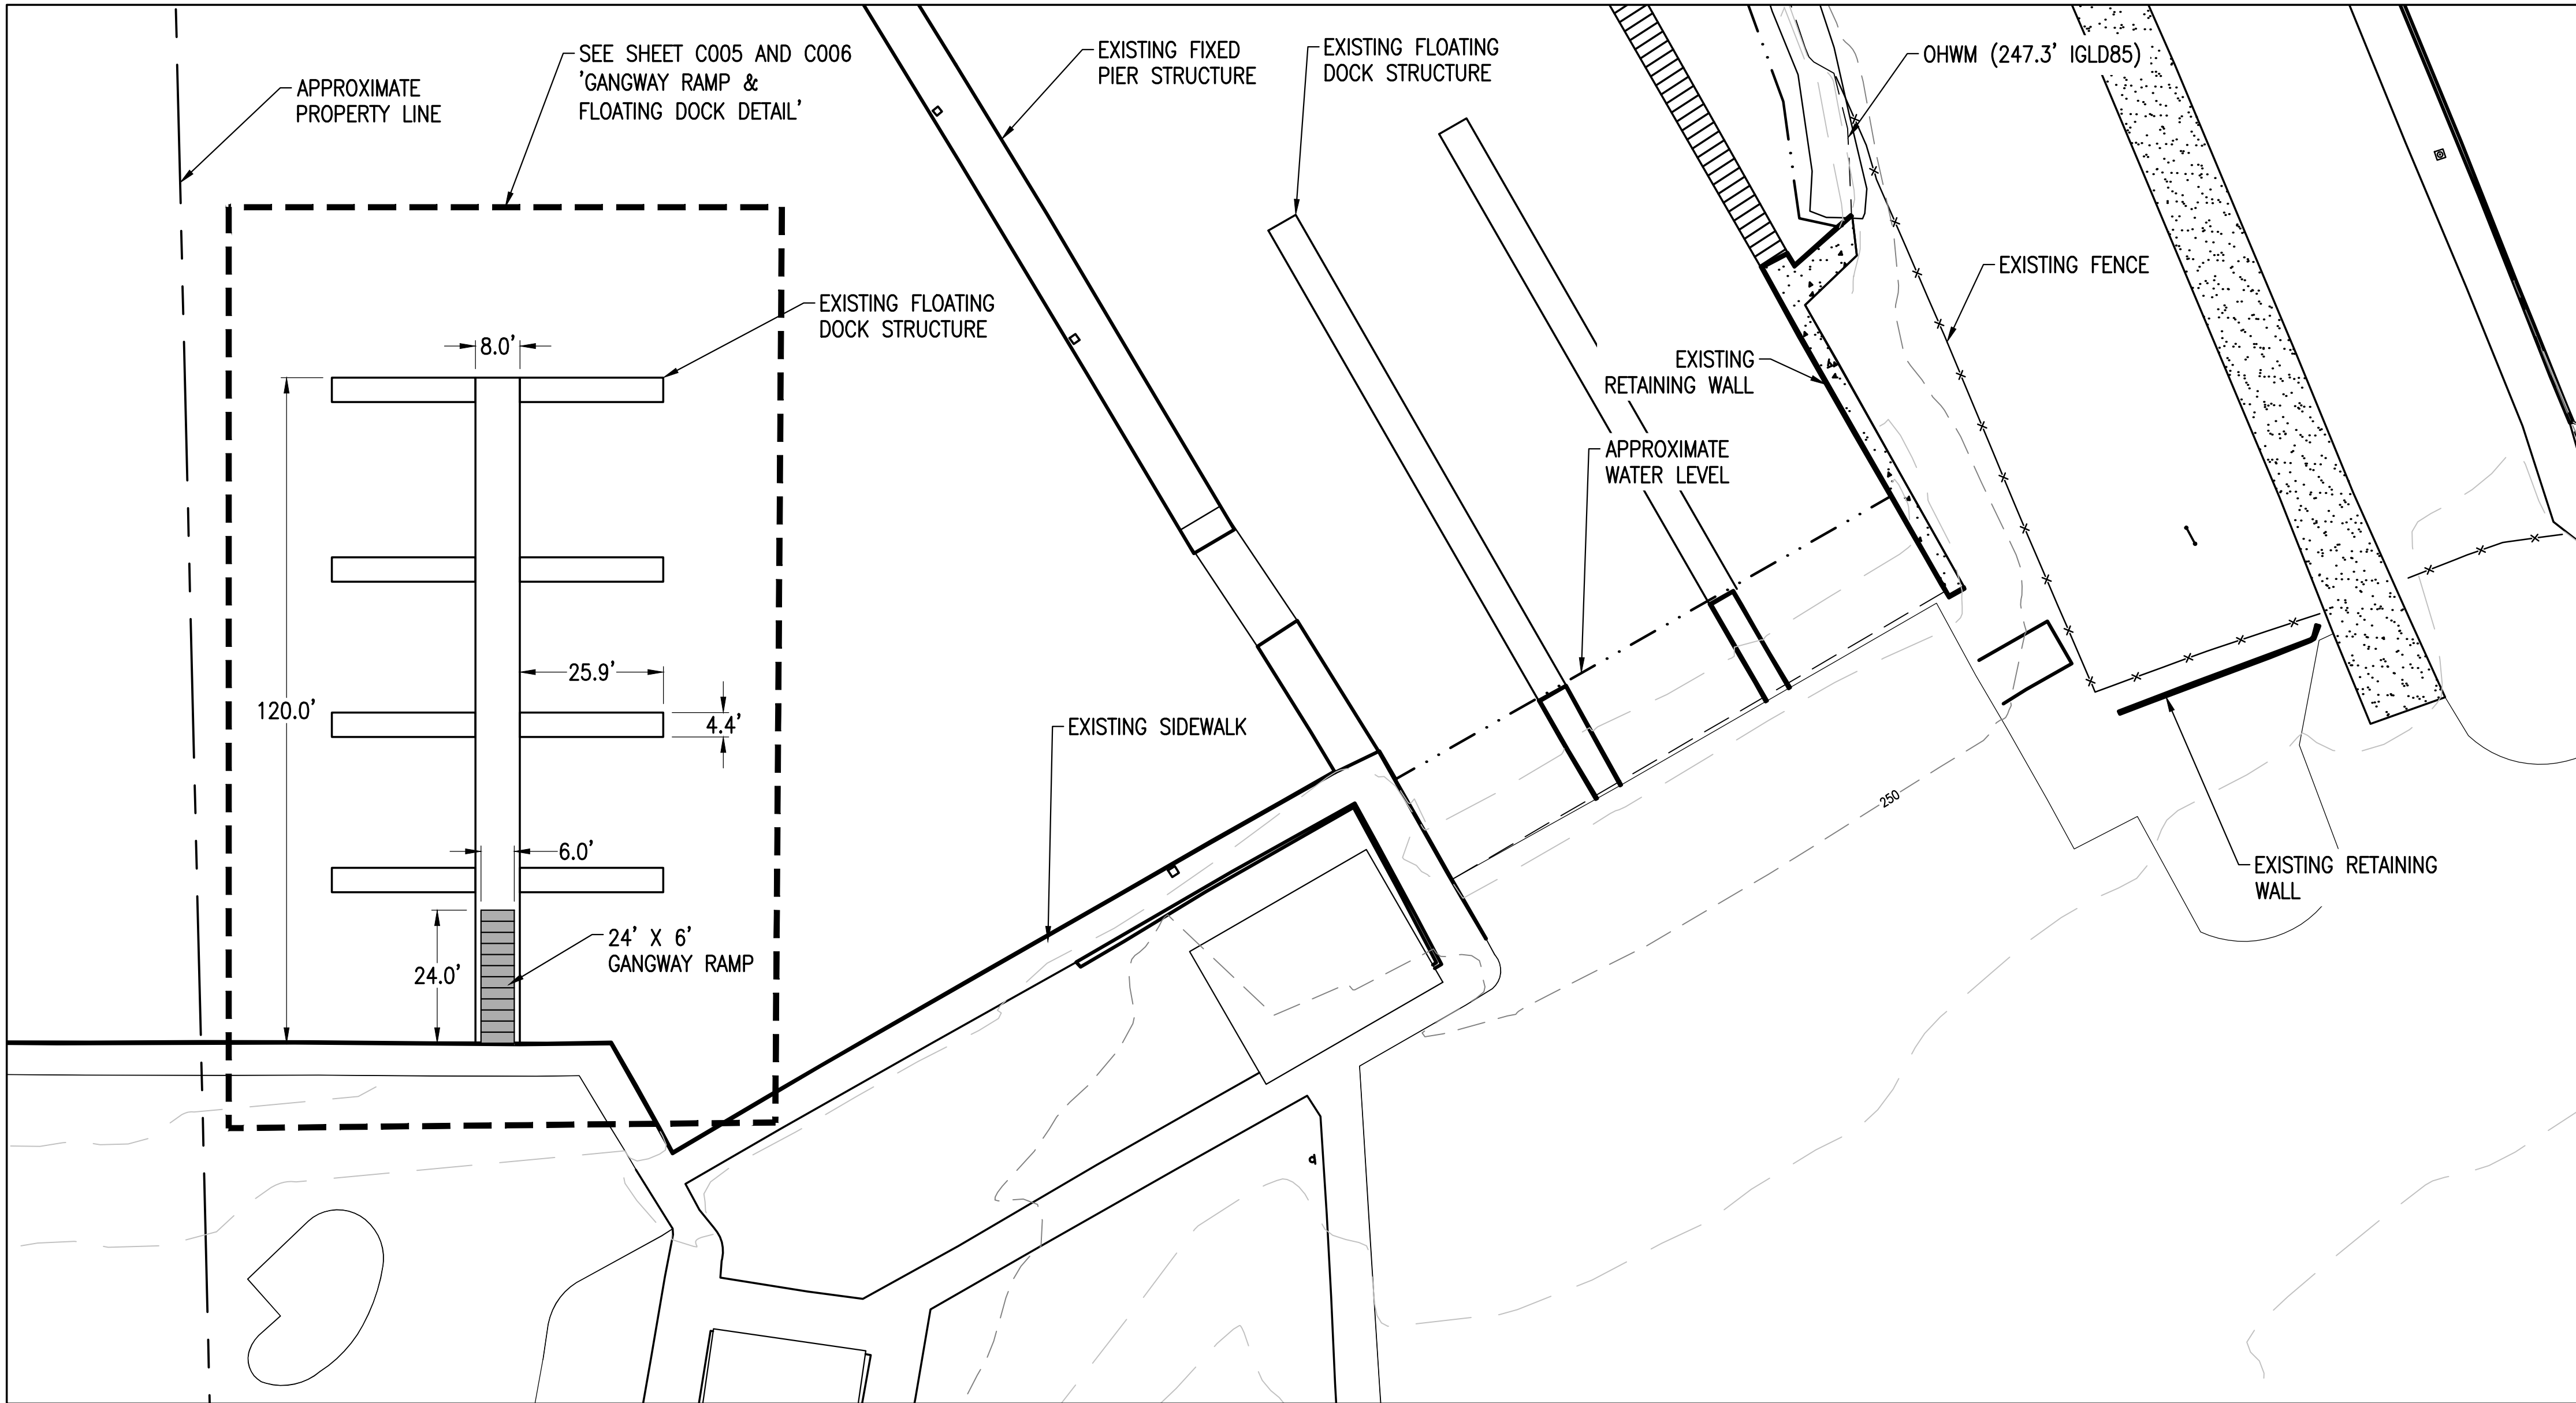 SEE SHEET C005 AND C006
'GANGWAY RAMP &
FLOATING DOCK DETAIL'
APPROXIMATE
PROPERTY LINE
EXISTING FIXED
PIER STRUCTURE
EXISTING FLOATING
DOCK STRUCTURE
OHWM (247.3' IGLD85)
EXISTING FENCE
EXISTING FLOATING
DOCK STRUCTURE
8.0'
EXISTING
RETAINING WALL
APPROXIMATE
WATER LEVEL
25.9'
120.0'
4.4'
EXISTING SIDEWALK
250
6.0'
EXISTING RETAINING
WALL
24' X 6'
GANGWAY RAMP
24.0'